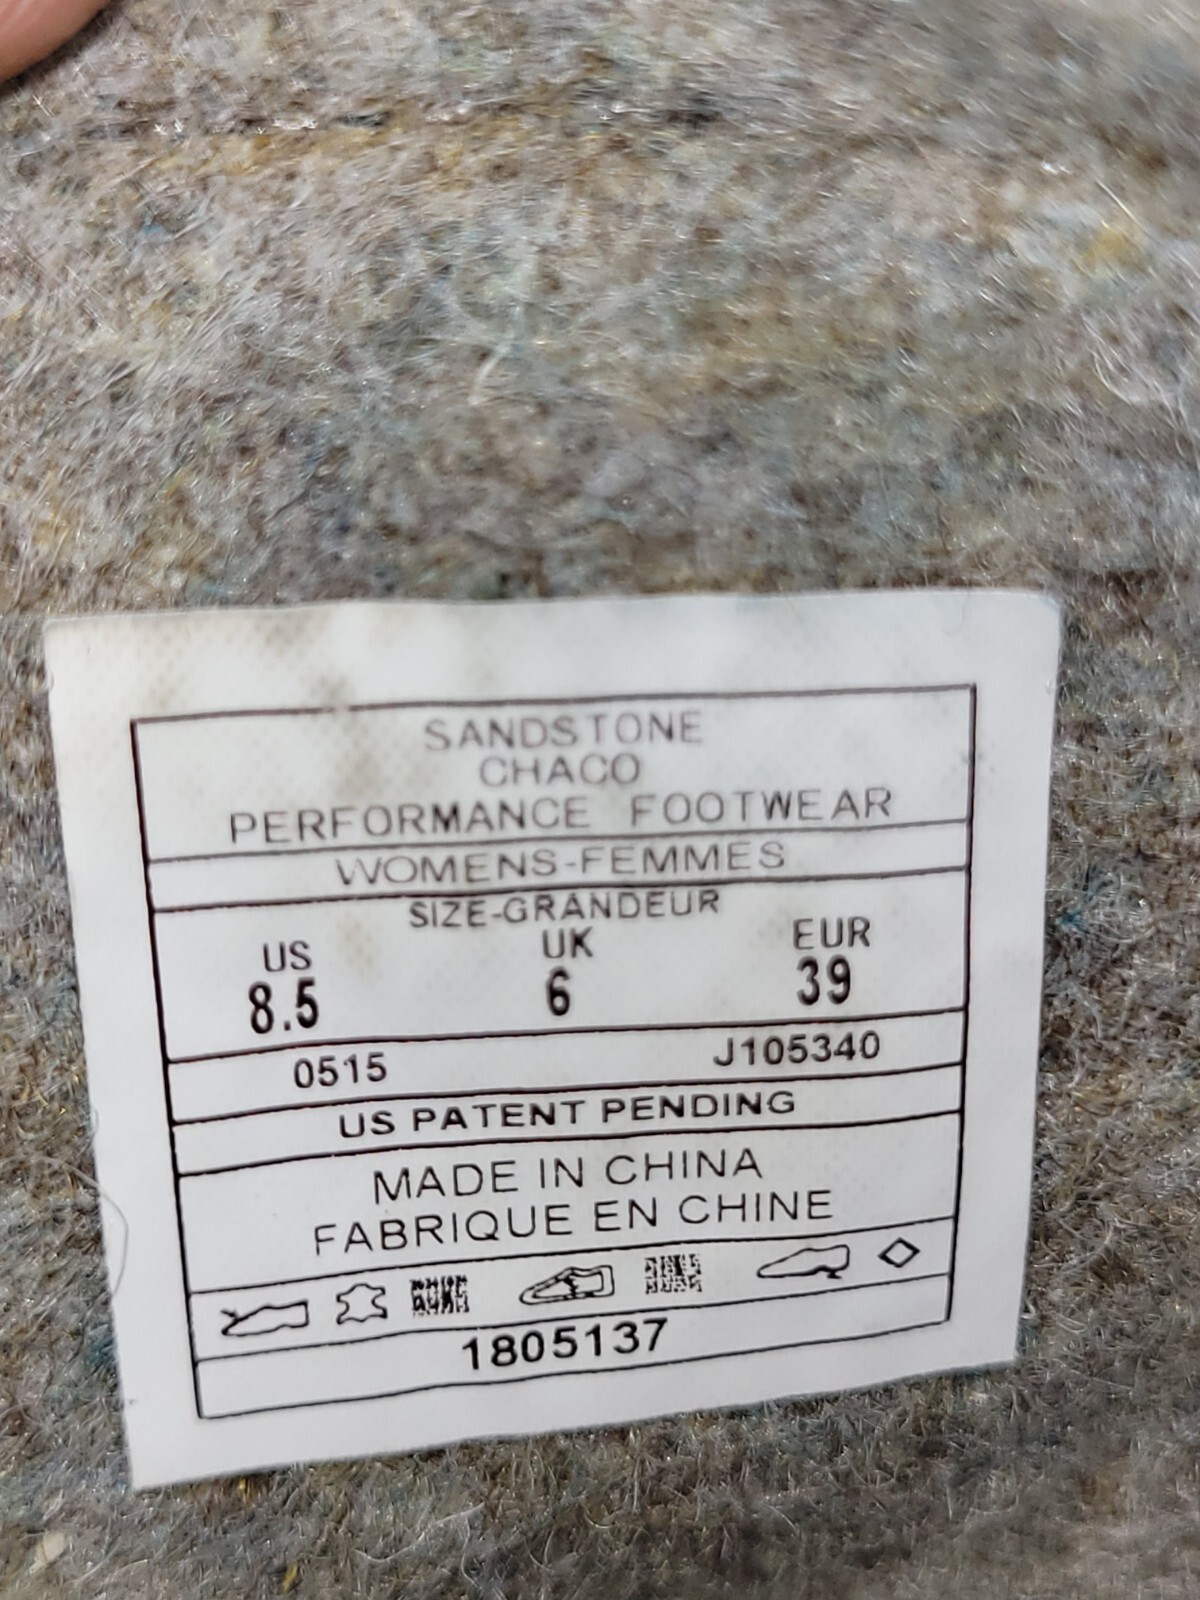 SANDSTONE
CHACO
PERFORMANCE FOOTWEAR
WOMENS-FEMMES
SIZE-GRANDEUR
US UK EUR
8.5 6 39
0515 J105340
US PATENT PENDING
MADE IN CHINA
FABRIQUE EN CHINE
1805137